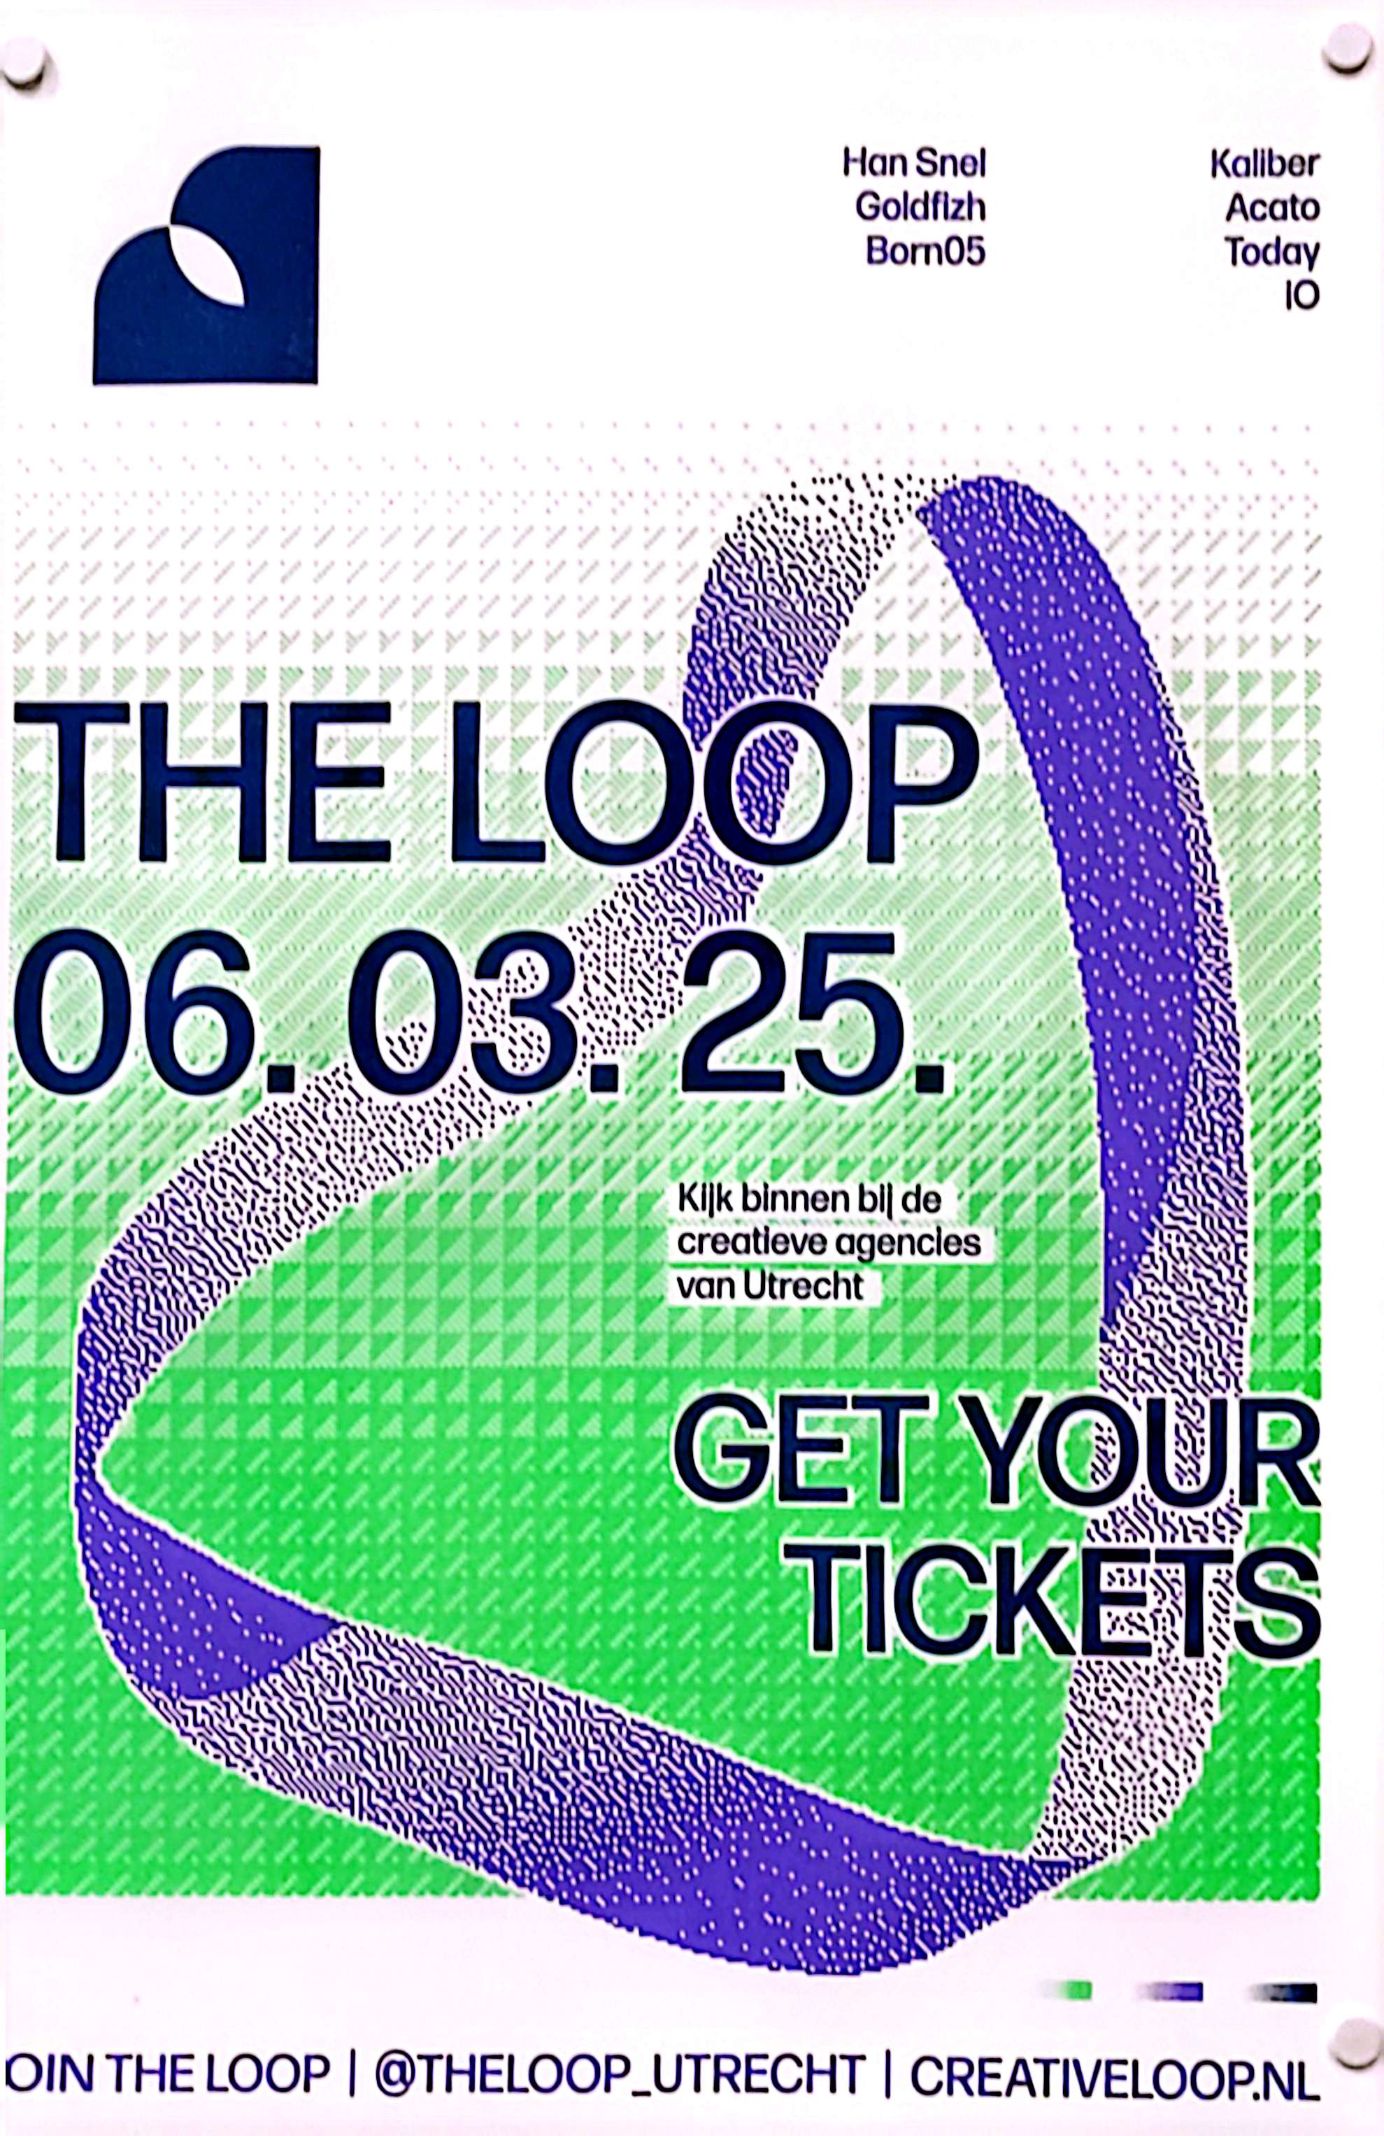 Han Snel
Goldfizh
Born05
Kaliber
Acato
Today
IO
THE LOOP
06. 03. 25.
Kijk binnen bij de
creatieve agencies
van Utrecht
GET YOUR
TICKETS
OIN THE LOOP | @THELOOP_UTRECHT | CREATIVELOOP.NL